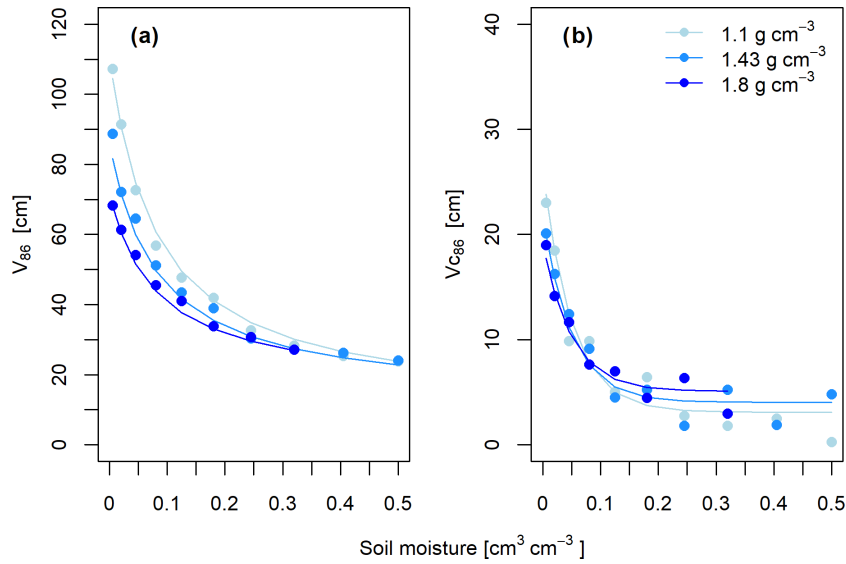 (a)
120
100
80
60
40
20
0
V₈₆ [cm]
0 0.1 0.2 0.3 0.4 0.5
(b)
1.1 g cm⁻³
1.43 g cm⁻³
1.8 g cm⁻³
40
30
20
10
0
Vc₈₆ [cm]
0 0.1 0.2 0.3 0.4 0.5
Soil moisture [cm³ cm⁻³ ]